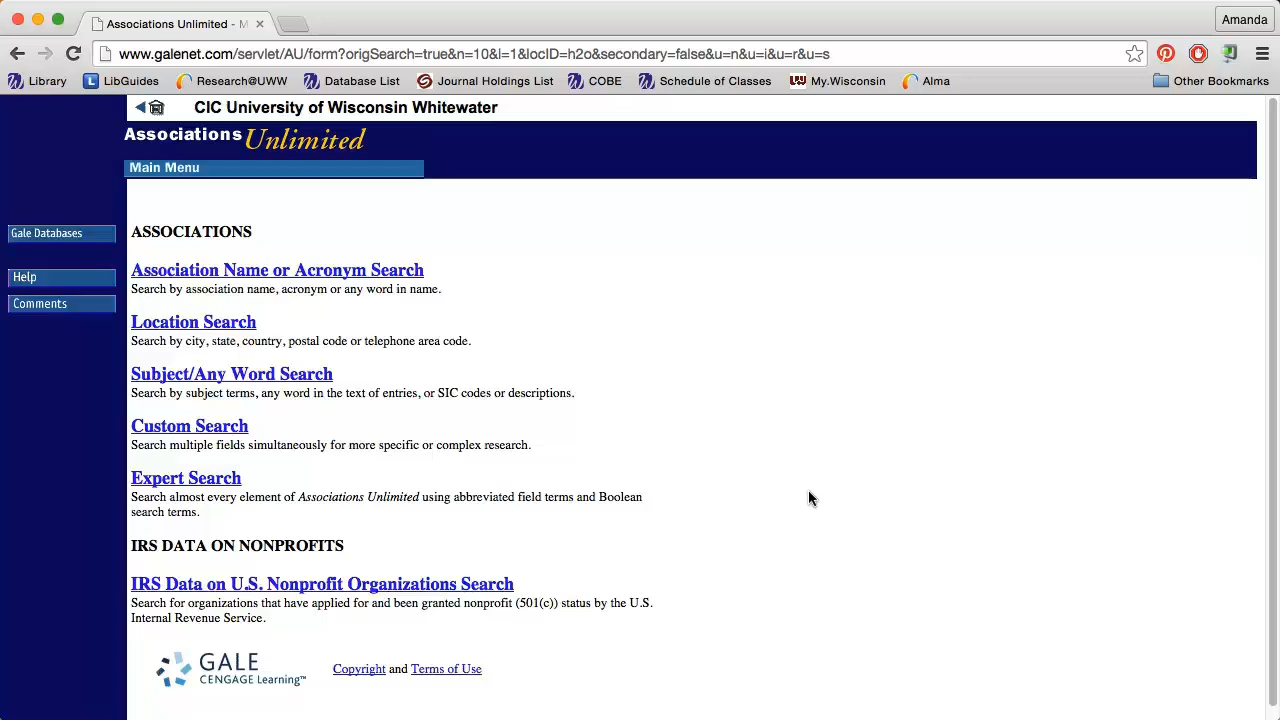 Associations Unlimited - M
Amanda
www.galenet.com/servlet/AU/form?origSearch=true&n=10&l=1&locID=h2o&secondary=false&u=n&u=i&u=r&u=s
Library LibGuides Research@UWW Database List Journal Holdings List COBE Schedule of Classes My.Wisconsin Alma Other Bookmarks
CIC University of Wisconsin Whitewater
Associations Unlimited
Main Menu
Gale Databases
Help
Comments
ASSOCIATIONS
Association Name or Acronym Search
Search by association name, acronym or any word in name.
Location Search
Search by city, state, country, postal code or telephone area code.
Subject/Any Word Search
Search by subject terms, any word in the text of entries, or SIC codes or descriptions.
Custom Search
Search multiple fields simultaneously for more specific or complex research.
Expert Search
Search almost every element of Associations Unlimited using abbreviated field terms and Boolean
search terms.
IRS DATA ON NONPROFITS
IRS Data on U.S. Nonprofit Organizations Search
Search for organizations that have applied for and been granted nonprofit (501(c)) status by the U.S.
Internal Revenue Service.
GALE
CENGAGE Learning™
Copyright and Terms of Use